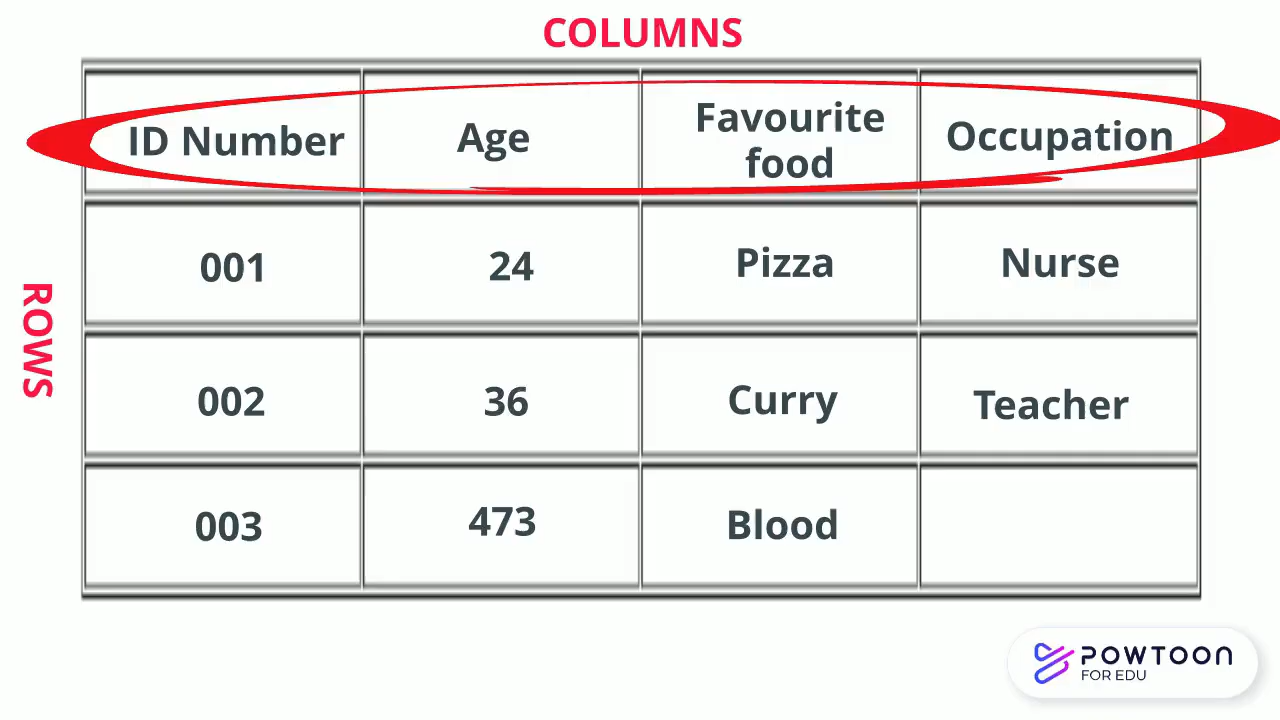 COLUMNS
ID Number Age Favourite food Occupation
001 24 Pizza Nurse
ROWS
002 36 Curry Teacher
003 473 Blood
POWTOON
FOR EDU